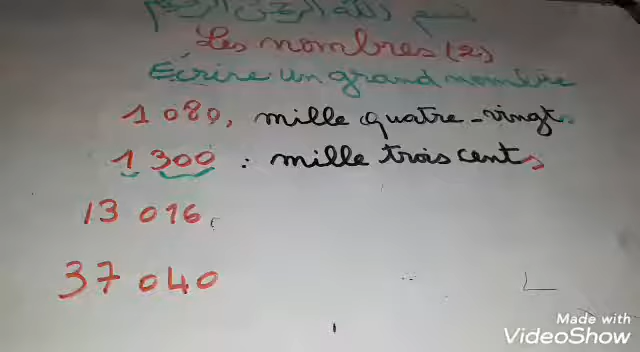 بسم الله الرحمن الرحيم
Les nombres (2)
Ecrire un grand nombre
1 080, mille quatre-vingt.
1 300 : mille trois cents
13 016,
37 040
Made with
VideoShow